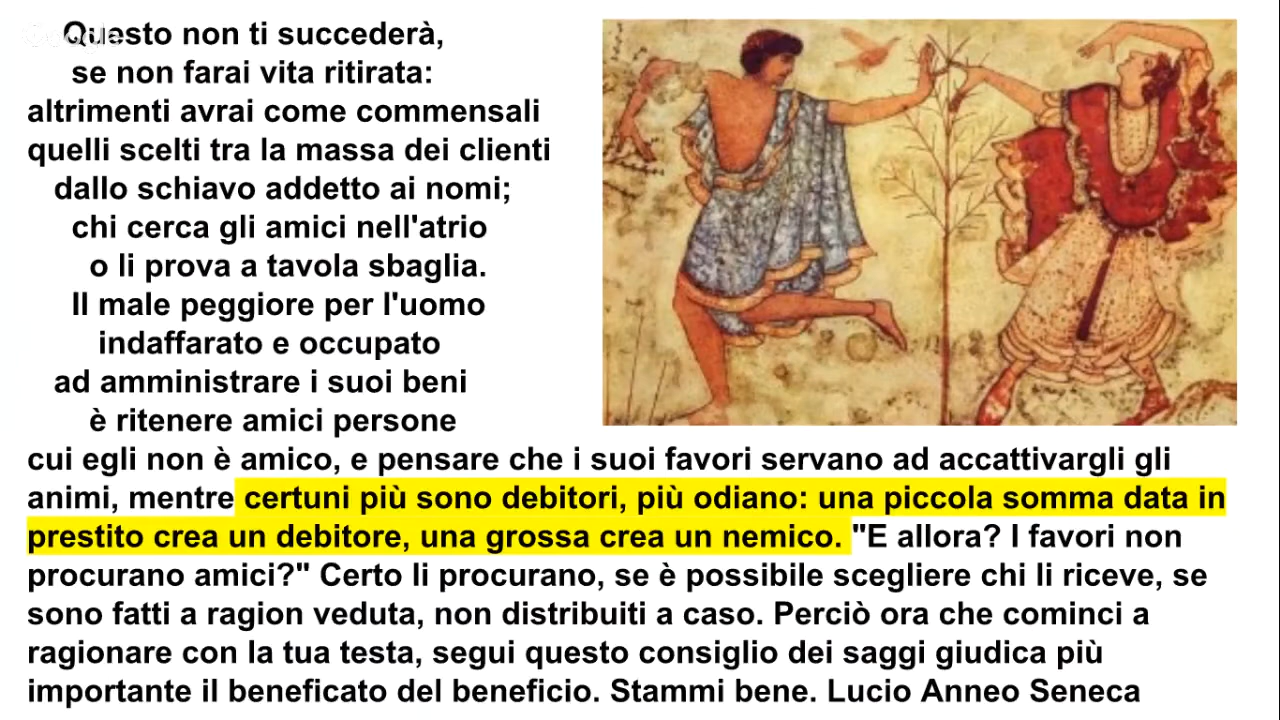 Questo non ti succederà,
se non farai vita ritirata:
altrimenti avrai come commensali
quelli scelti tra la massa dei clienti
dallo schiavo addetto ai nomi;
chi cerca gli amici nell'atrio
o li prova a tavola sbaglia.
Il male peggiore per l'uomo
indaffarato e occupato
ad amministrare i suoi beni
è ritenere amici persone
cui egli non è amico, e pensare che i suoi favori servano ad accattivargli gli
animi, mentre certuni più sono debitori, più odiano: una piccola somma data in
prestito crea un debitore, una grossa crea un nemico. "E allora? I favori non
procurano amici?" Certo li procurano, se è possibile scegliere chi li riceve, se
sono fatti a ragion veduta, non distribuiti a caso. Perciò ora che cominci a
ragionare con la tua testa, segui questo consiglio dei saggi giudica più
importante il beneficato del beneficio. Stammi bene. Lucio Anneo Seneca